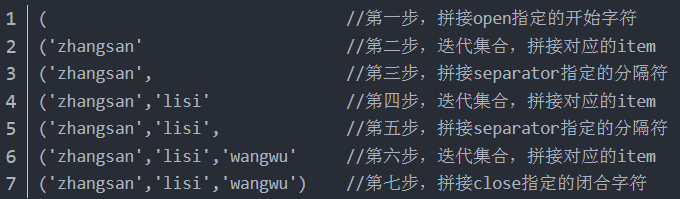 1 (                              //第一步，拼接open指定的开始字符
2 ('zhangsan                     //第二步，迭代集合，拼接对应的item
3 ('zhangsan',                   //第三步，拼接separator指定的分隔符
4 ('zhangsan','lisi'             //第四步，迭代集合，拼接对应的item
5 ('zhangsan','lisi',            //第五步，拼接separator指定的分隔符
6 ('zhangsan','lisi','wangwu'    //第六步，迭代集合，拼接对应的item
7 ('zhangsan','lisi','wangwu')   //第七步，拼接close指定的闭合字符